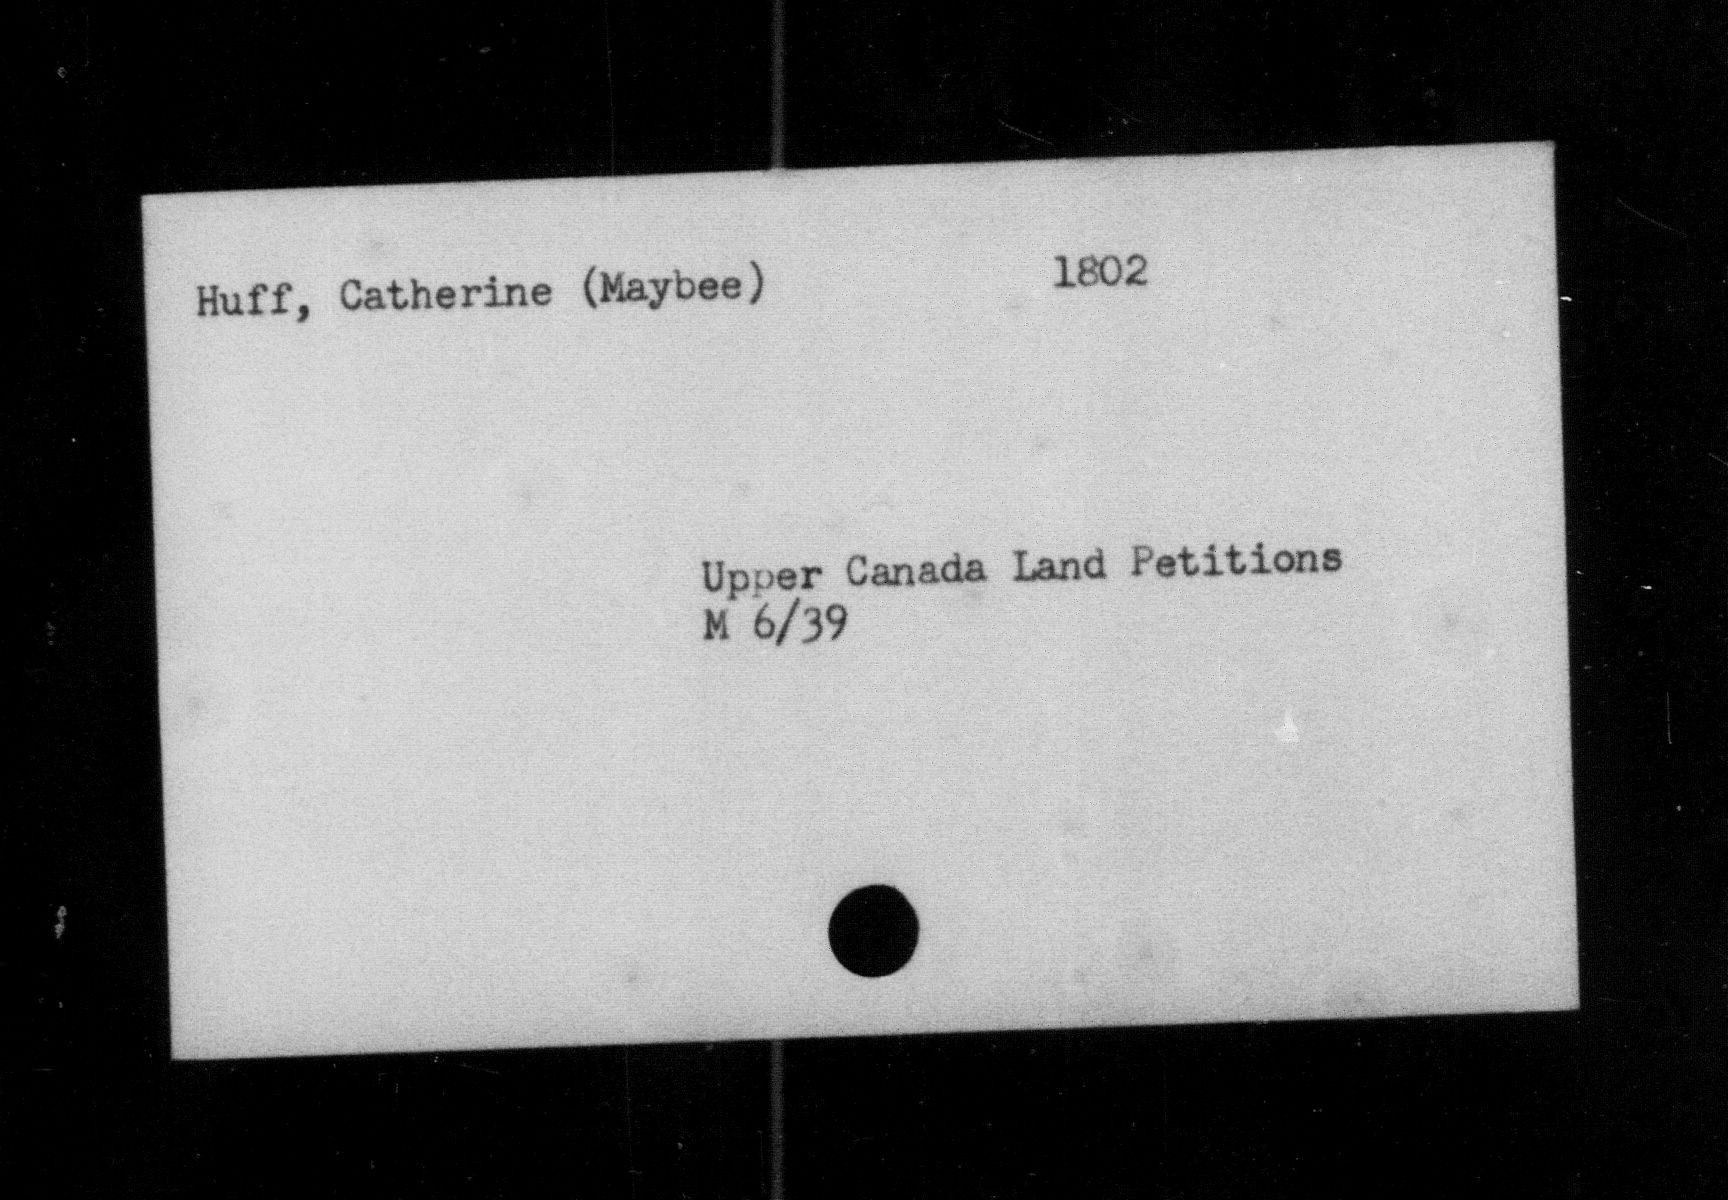 Huff, Catherine (Maybee) 1802
Upper Canada Land Petitions
M 6/39